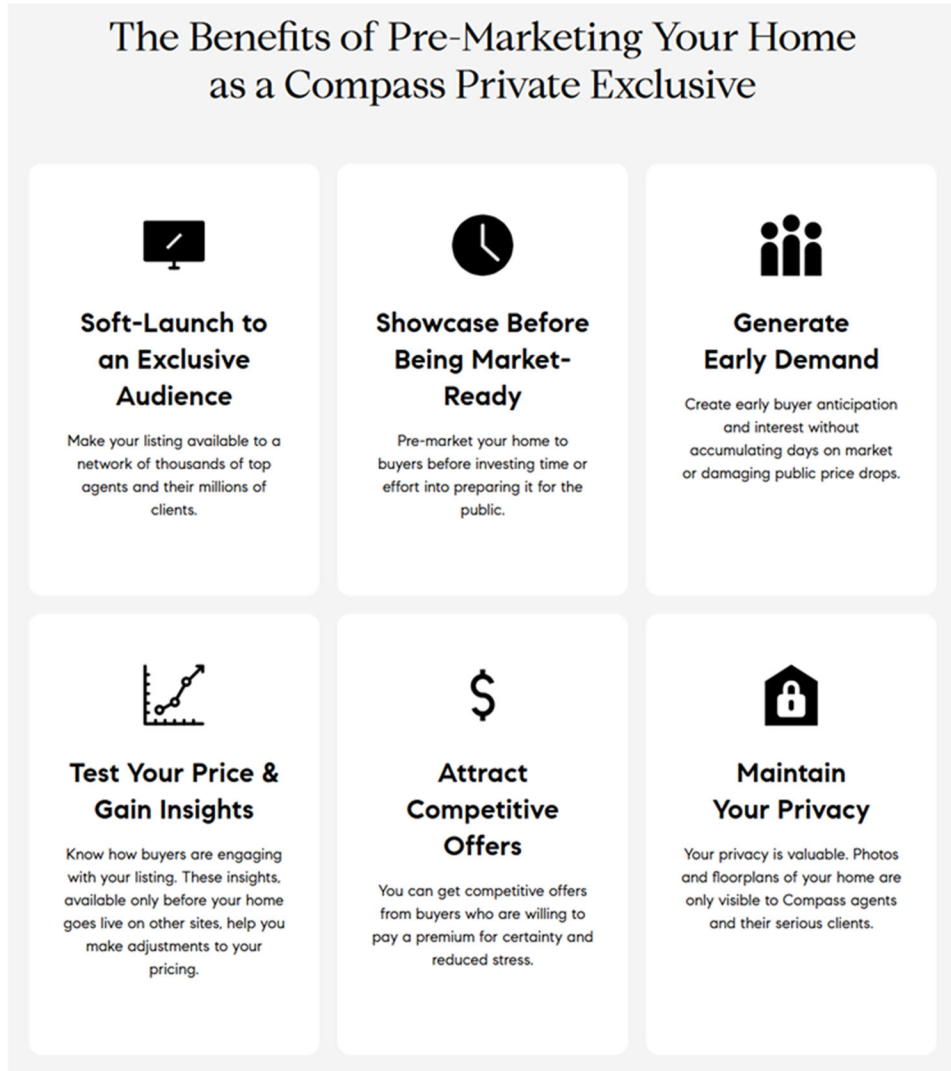 The Benefits of Pre-Marketing Your Home
as a Compass Private Exclusive
Soft-Launch to
an Exclusive
Audience
Make your listing available to a
network of thousands of top
agents and their millions of
clients.
Showcase Before
Being Market-
Ready
Pre-market your home to
buyers before investing time or
effort into preparing it for the
public.
Generate
Early Demand
Create early buyer anticipation
and interest without
accumulating days on market
or damaging public price drops.
Test Your Price &
Gain Insights
Know how buyers are engaging
with your listing. These insights,
available only before your home
goes live on other sites, help you
make adjustments to your
pricing.
$
Attract
Competitive
Offers
You can get competitive offers
from buyers who are willing to
pay a premium for certainty and
reduced stress.
Maintain
Your Privacy
Your privacy is valuable. Photos
and floorplans of your home are
only visible to Compass agents
and their serious clients.